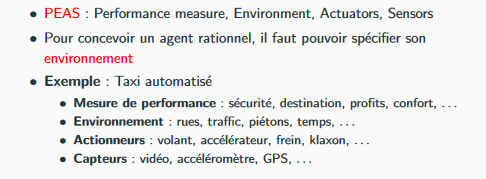 • PEAS : Performance measure, Environment, Actuators, Sensors
• Pour concevoir un agent rationnel, il faut pouvoir spécifier son
environnement
• Exemple : Taxi automatisé
• Mesure de performance : sécurité, destination, profits, confort, ...
• Environnement : rues, traffic, piétons, temps, ...
• Actionneurs : volant, accélérateur, frein, klaxon, ...
• Capteurs : vidéo, accéléromètre, GPS, ...